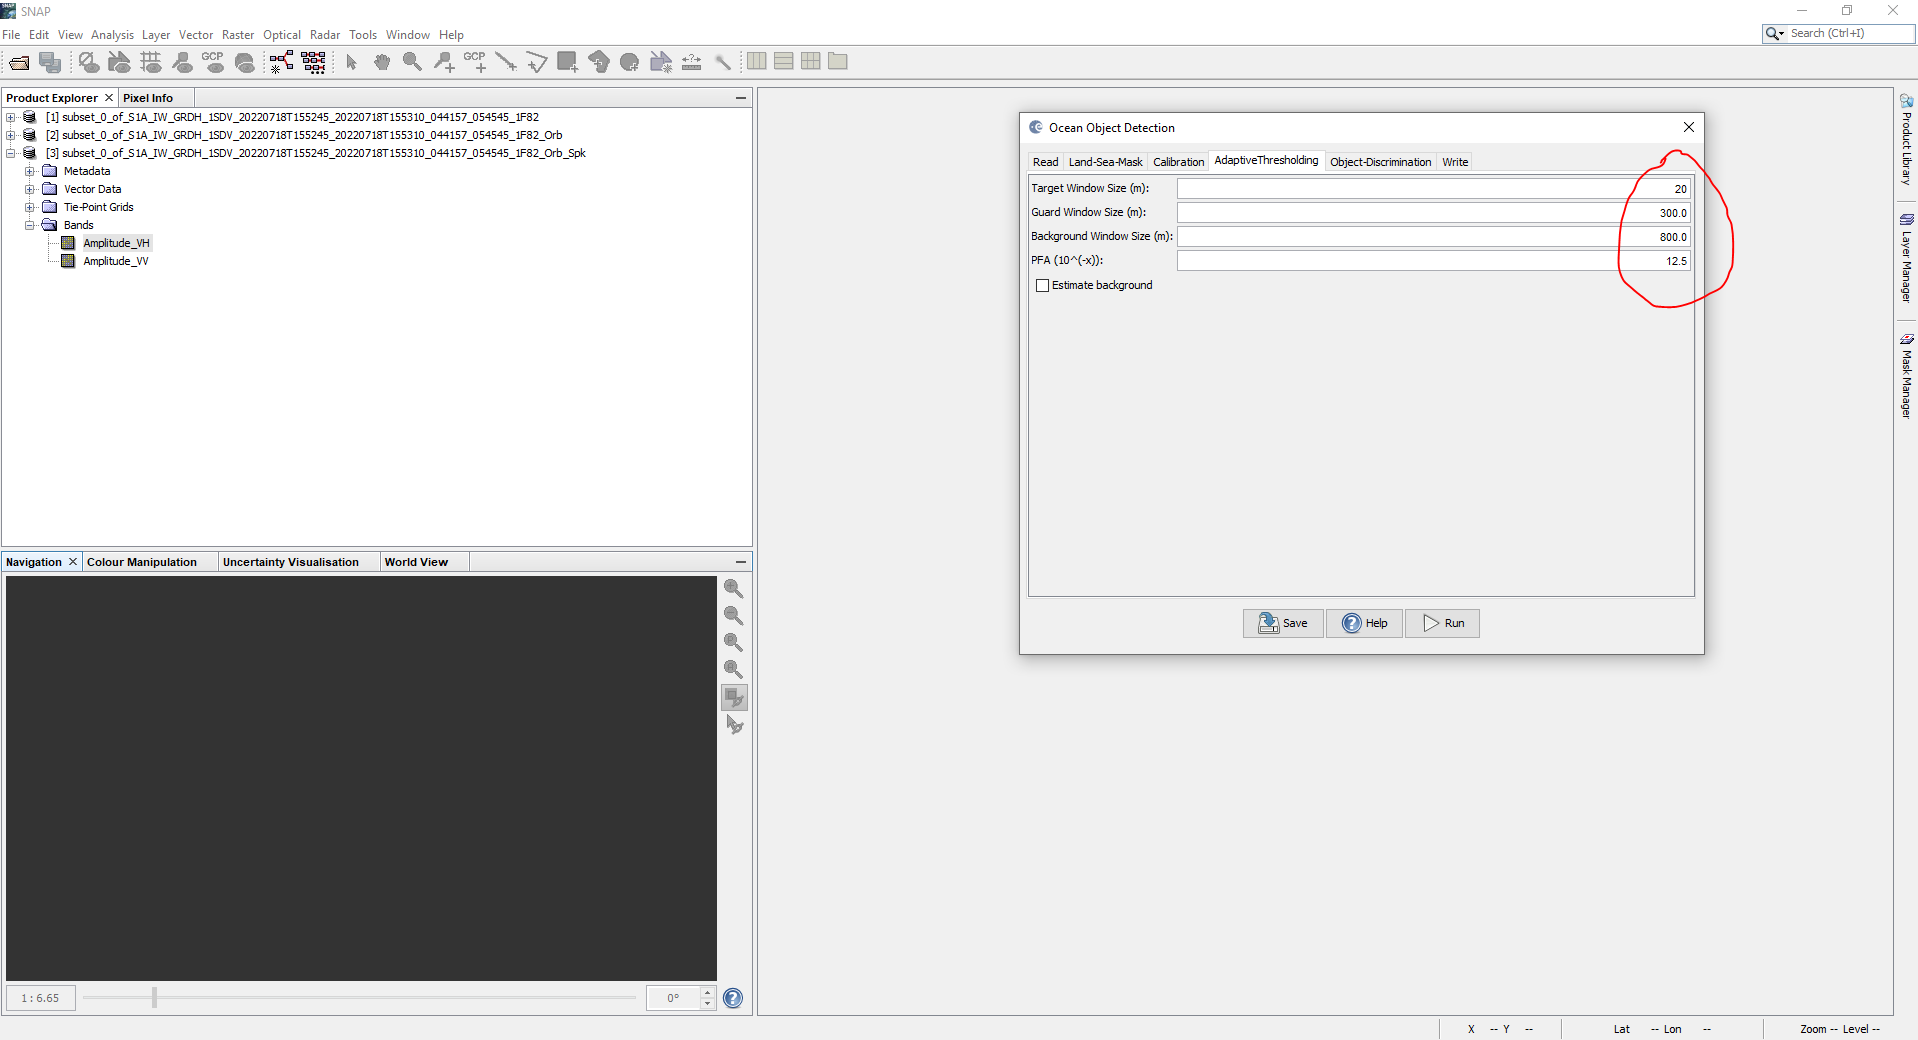 SNAP
File Edit View Analysis Layer Vector Raster Optical Radar Tools Window Help
Search (Ctrl+I)
GCP GCP
Product Explorer Pixel Info
[1] subset_0_of_S1A_IW_GRDH_1SDV_20220718T155245_20220718T155310_044157_054545_1F82
[2] subset_0_of_S1A_IW_GRDH_1SDV_20220718T155245_20220718T155310_044157_054545_1F82_Orb
[3] subset_0_of_S1A_IW_GRDH_1SDV_20220718T155245_20220718T155310_044157_054545_1F82_Orb_Spk
Metadata
Vector Data
Tie-Point Grids
Bands
Amplitude_VH
Amplitude_VV
Navigation Colour Manipulation Uncertainty Visualisation World View
1 : 6.65
0°
Ocean Object Detection
Read Land-Sea-Mask Calibration AdaptiveThresholding Object-Discrimination Write
Target Window Size (m): 20
Guard Window Size (m): 300.0
Background Window Size (m): 800.0
PFA (10^(-x)): 12.5
Estimate background
Save Help Run
Product Library
Layer Manager
Mask Manager
X -- Y -- Lat -- Lon -- Zoom -- Level --